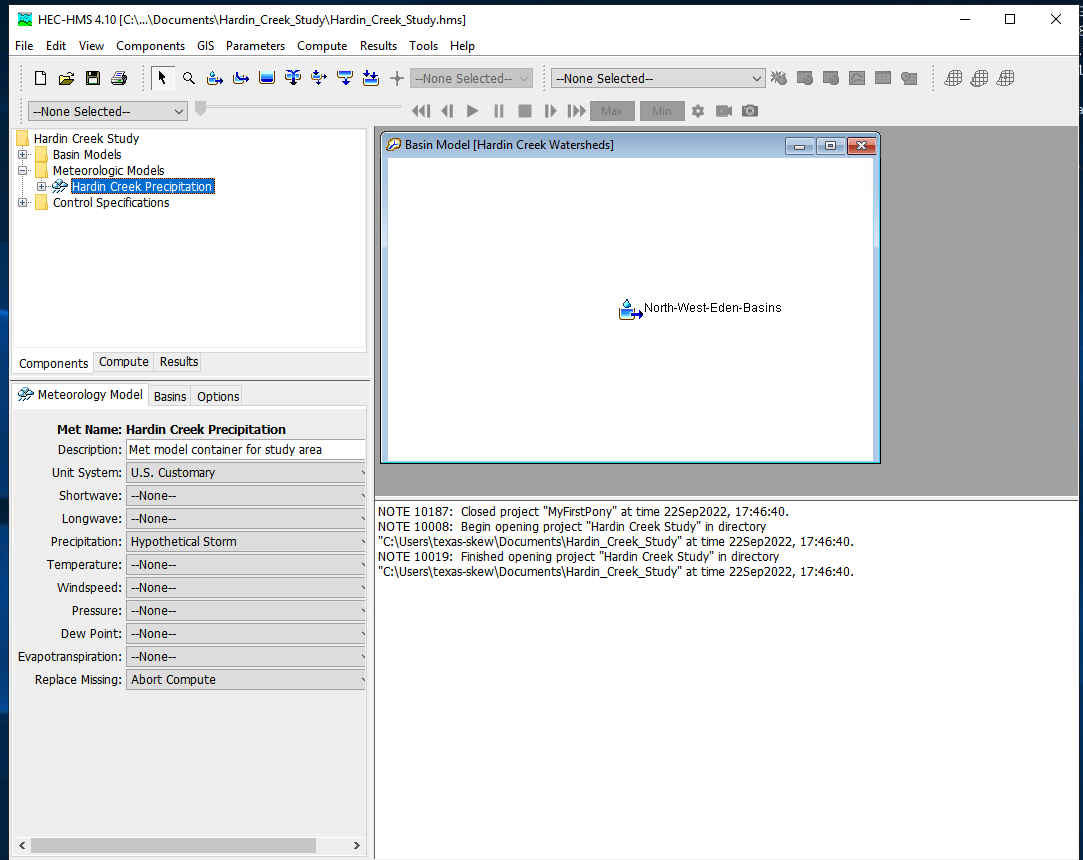 HEC-HMS 4.10 [C:\...\Documents\Hardin_Creek_Study\Hardin_Creek_Study.hms]
File Edit View Components GIS Parameters Compute Results Tools Help
--None Selected-- --None Selected--
--None Selected-- Max Min
Hardin Creek Study
Basin Models
Meteorologic Models
Hardin Creek Precipitation
Control Specifications
Components Compute Results
Basin Model [Hardin Creek Watersheds]
North-West-Eden-Basins
Meteorology Model Basins Options
Met Name: Hardin Creek Precipitation
Description: Met model container for study area
Unit System: U.S. Customary
Shortwave: --None--
Longwave: --None--
Precipitation: Hypothetical Storm
Temperature: --None--
Windspeed: --None--
Pressure: --None--
Dew Point: --None--
Evapotranspiration: --None--
Replace Missing: Abort Compute
NOTE 10187: Closed project "MyFirstPony" at time 22Sep2022, 17:46:40.
NOTE 10008: Begin opening project "Hardin Creek Study" in directory
"C:\Users\texas-skew\Documents\Hardin_Creek_Study" at time 22Sep2022, 17:46:40.
NOTE 10019: Finished opening project "Hardin Creek Study" in directory
"C:\Users\texas-skew\Documents\Hardin_Creek_Study" at time 22Sep2022, 17:46:40.